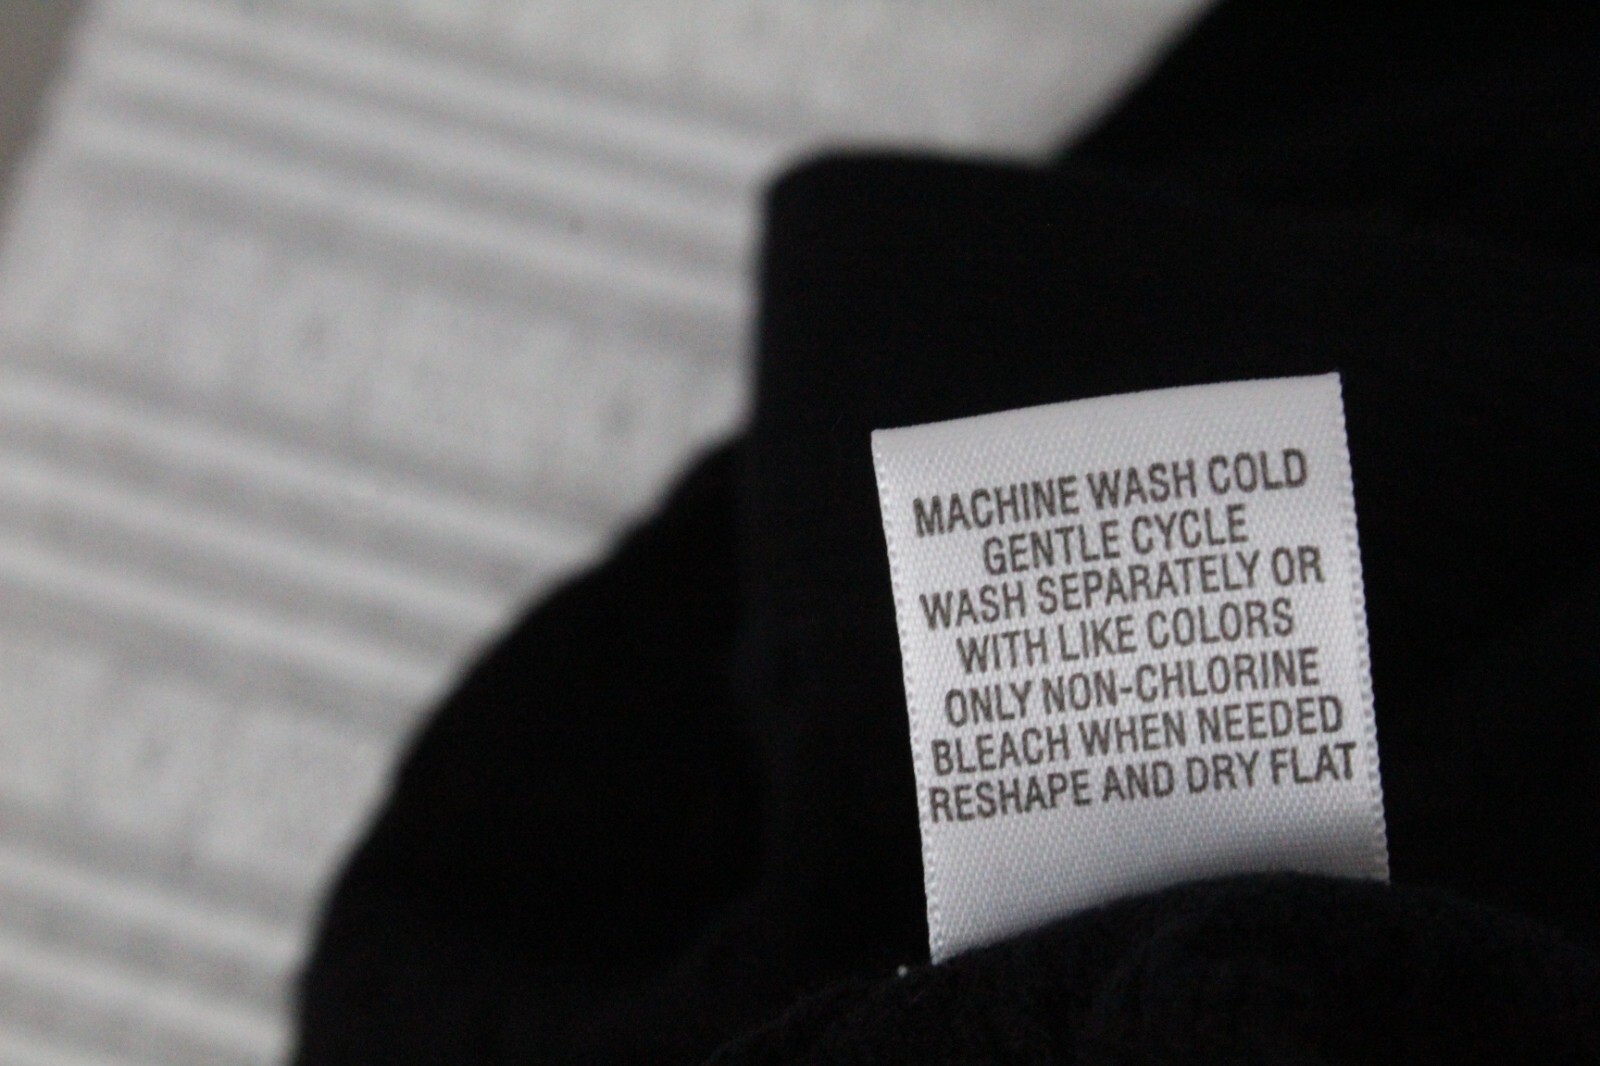 MACHINE WASH COLD
GENTLE CYCLE
WASH SEPARATELY OR
WITH LIKE COLORS
ONLY NON-CHLORINE
BLEACH WHEN NEEDED
RESHAPE AND DRY FLAT